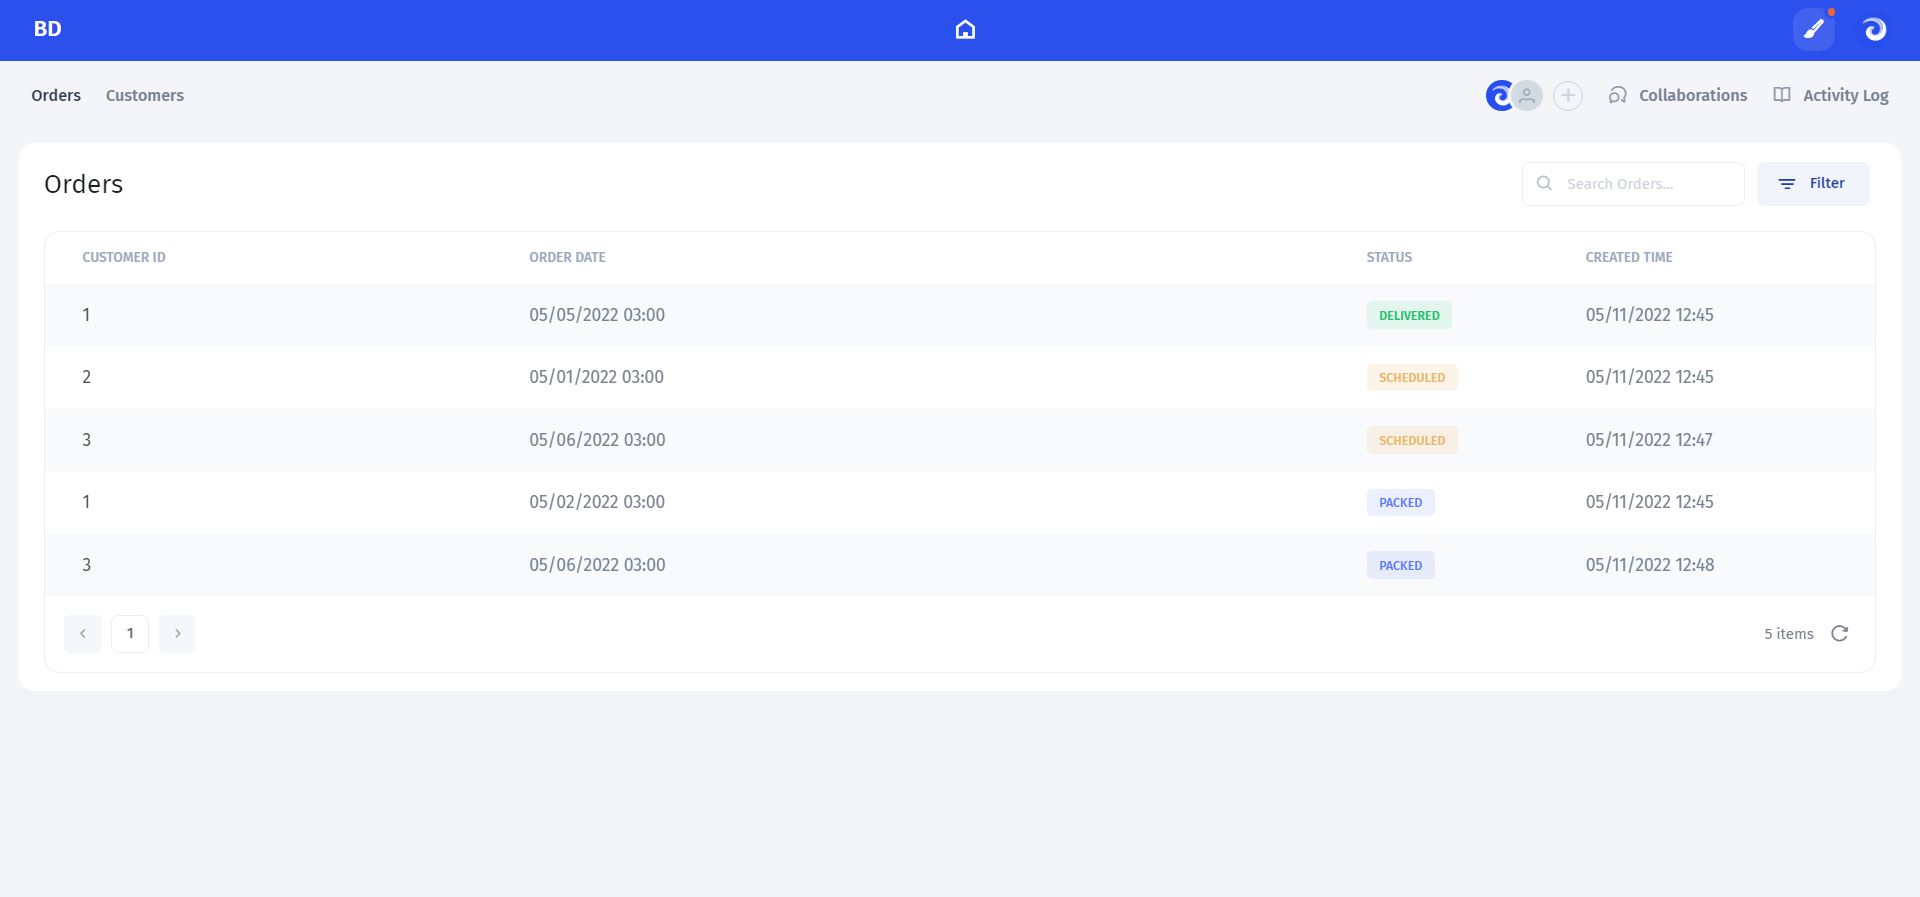 BD
Orders Customers Collaborations Activity Log
Orders Search Orders... Filter
CUSTOMER ID ORDER DATE STATUS CREATED TIME
1 05/05/2022 03:00 DELIVERED 05/11/2022 12:45
2 05/01/2022 03:00 SCHEDULED 05/11/2022 12:45
3 05/06/2022 03:00 SCHEDULED 05/11/2022 12:47
1 05/02/2022 03:00 PACKED 05/11/2022 12:45
3 05/06/2022 03:00 PACKED 05/11/2022 12:48
1 5 items